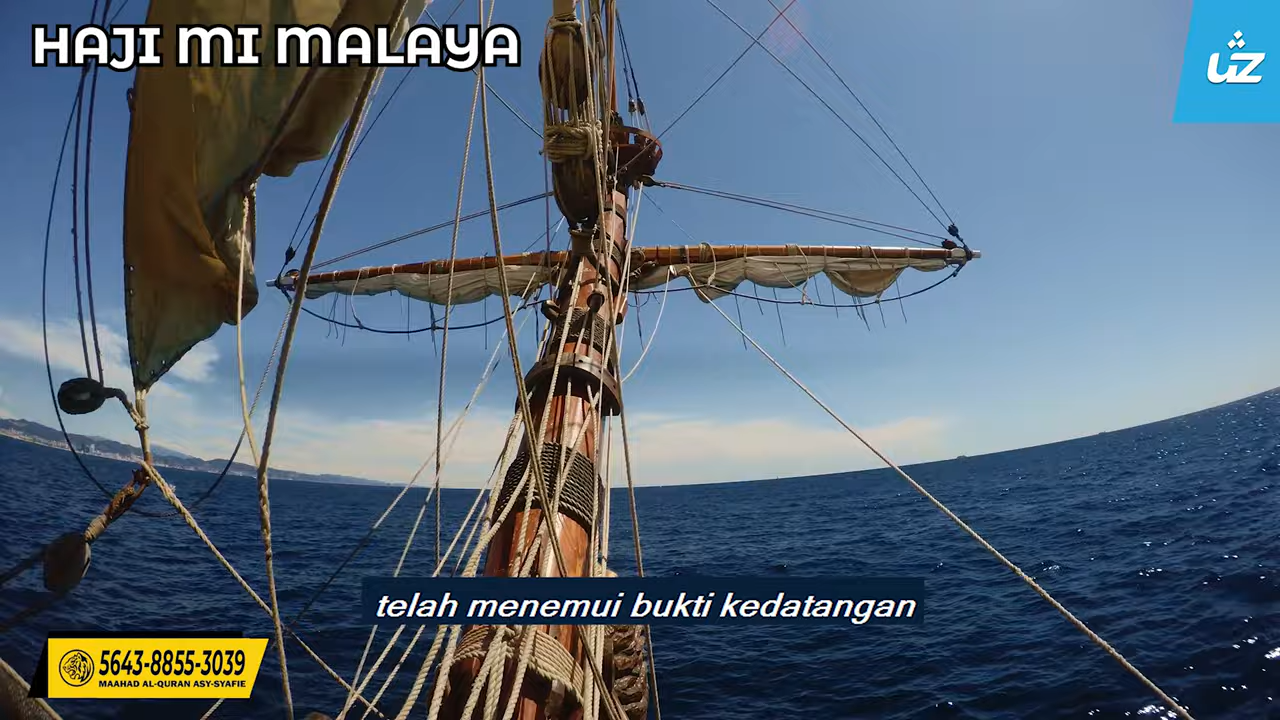 HAJI MI MALAYA
telah menemui bukti kedatangan
5643-8855-3039
MAAHAD AL-QURAN ASY-SYAFIE